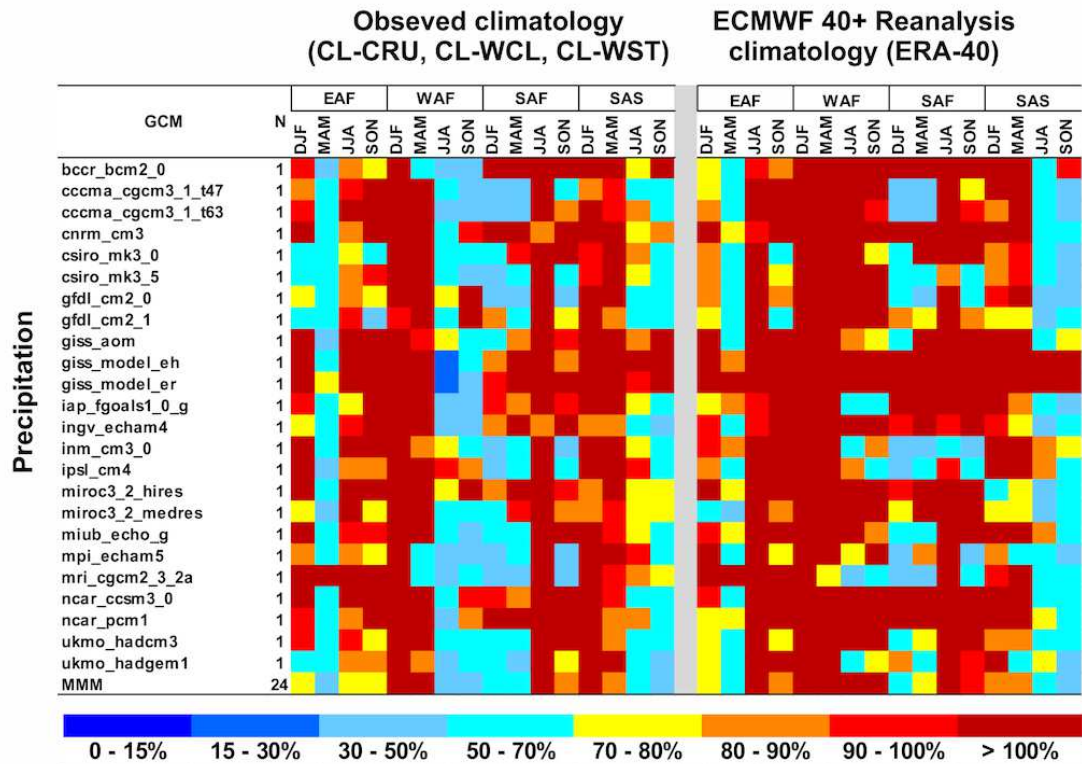 Obseved climatology
(CL-CRU, CL-WCL, CL-WST)
ECMWF 40+ Reanalysis
climatology (ERA-40)
EAF WAF SAF SAS EAF WAF SAF SAS
GCM N DJF MAM JJA SON DJF MAM JJA SON DJF MAM JJA SON DJF MAM JJA SON DJF MAM JJA SON DJF MAM JJA SON DJF MAM JJA SON DJF MAM JJA SON
Precipitation
bccr_bcm2_0 1
cccma_cgcm3_1_t47 1
cccma_cgcm3_1_t63 1
cnrm_cm3 1
csiro_mk3_0 1
csiro_mk3_5 1
gfdl_cm2_0 1
gfdl_cm2_1 1
giss_aom 1
giss_model_eh 1
giss_model_er 1
iap_fgoals1_0_g 1
ingv_echam4 1
inm_cm3_0 1
ipsl_cm4 1
miroc3_2_hires 1
miroc3_2_medres 1
miub_echo_g 1
mpi_echam5 1
mri_cgcm2_3_2a 1
ncar_ccsm3_0 1
ncar_pcm1 1
ukmo_hadcm3 1
ukmo_hadgem1 1
MMM 24
0 - 15% 15 - 30% 30 - 50% 50 - 70% 70 - 80% 80 - 90% 90 - 100% > 100%